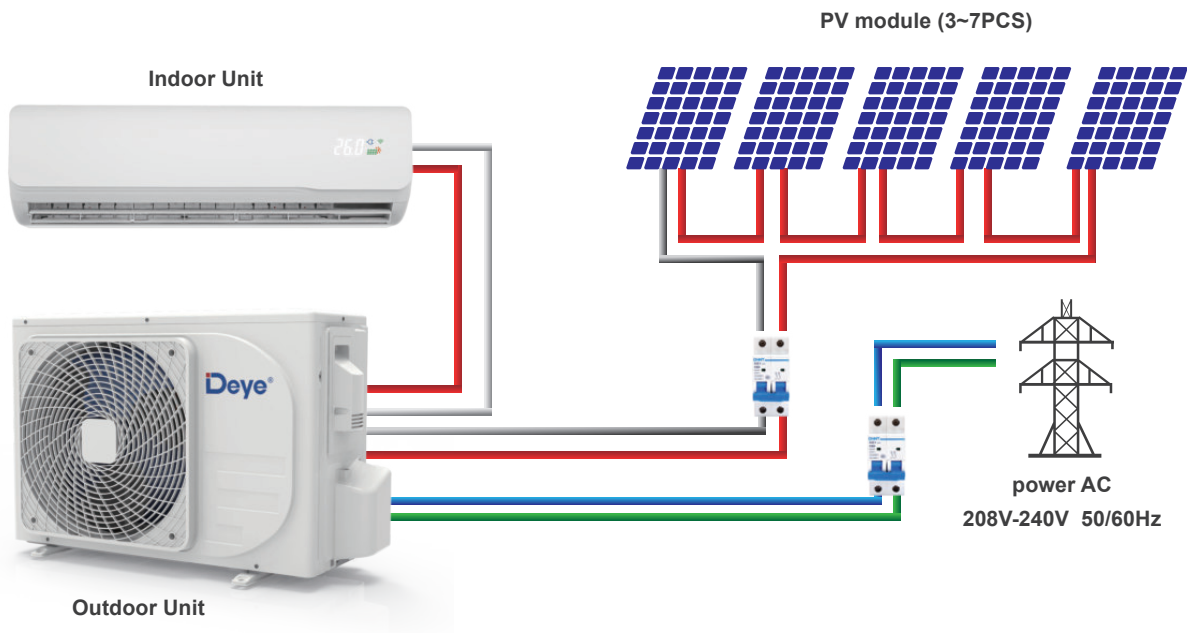 PV module (3~7PCS)
Indoor Unit
26.0
Deye®
power AC
208V-240V 50/60Hz
Outdoor Unit